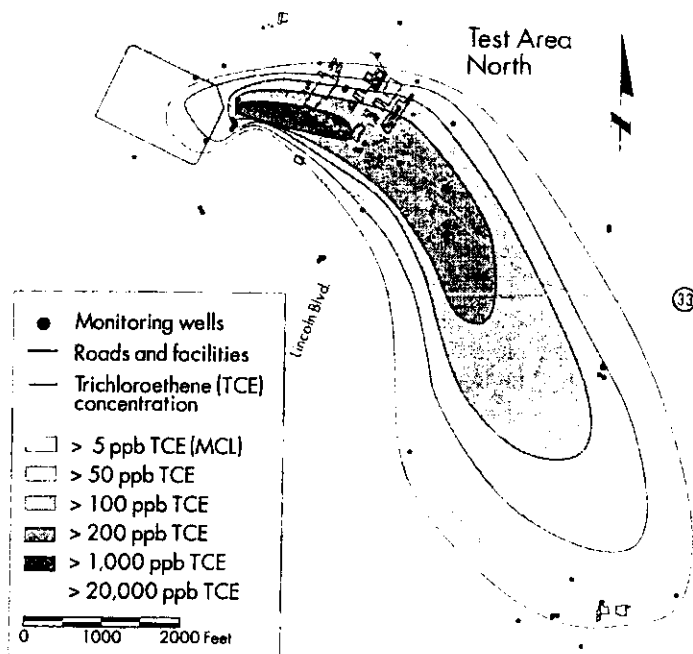 Test Area
North
33
Lincoln Blvd.
Monitoring wells
Roads and facilities
Trichloroethene (TCE)
concentration
> 5 ppb TCE (MCL)
> 50 ppb TCE
> 100 ppb TCE
> 200 ppb TCE
> 1,000 ppb TCE
> 20,000 ppb TCE
0 1000 2000 Feet